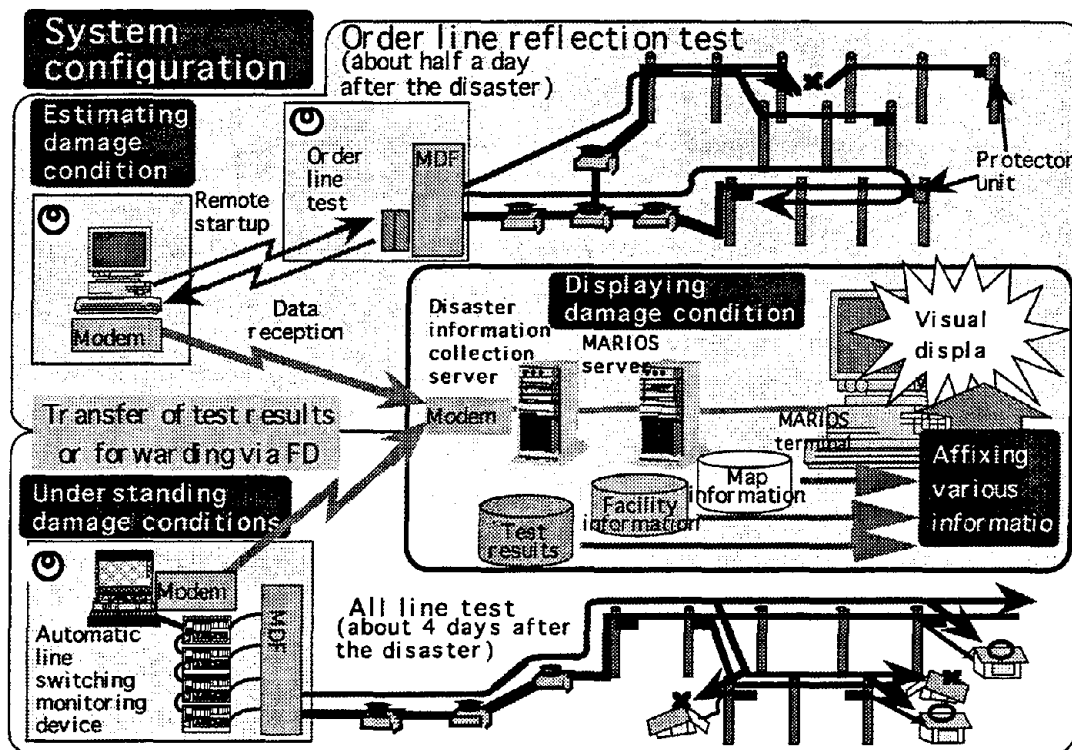 System
configuration
Order line reflection test
(about half a day
after the disaster)
Estimating
damage
condition
Order
line
test
MDF
Protector
unit
Remote
startup
Modem
Data
reception
Displaying
damage condition
Disaster
information
collection
server
MARIOS
server
Visual
displa
Modem
MARIOS
terminal
Transfer of test results
or forwarding via FD
Affixing
various
informatio
Map
information
Facility
information
Test
results
Under standing
damage conditions
Modem
MDF
Automatic
line
switching
monitoring
device
All line test
(about 4 days after
the disaster)